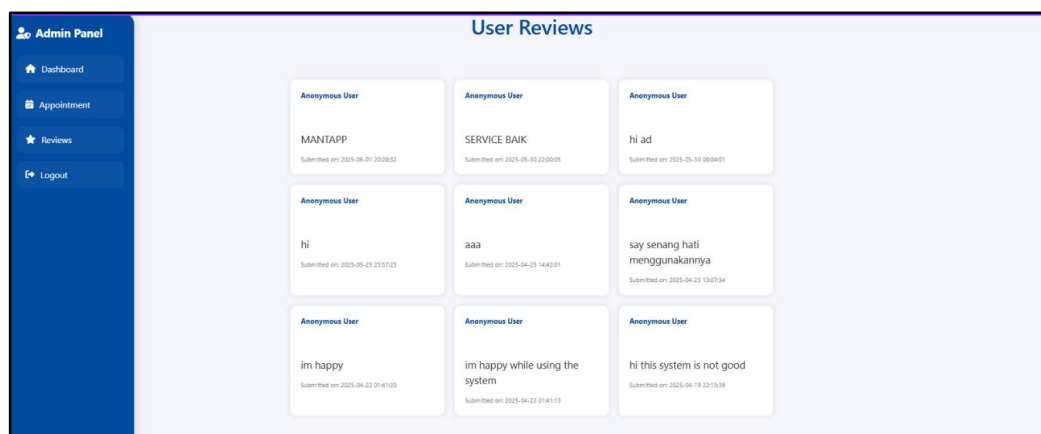 Admin Panel
User Reviews
Dashboard
Appointment
Reviews
Logout
Anonymous User
MANTAPP
Submitted on: 2025-06-01 20:28:32
Anonymous User
SERVICE BAIK
Submitted on: 2025-05-30 22:00:05
Anonymous User
hi ad
Submitted on: 2025-05-30 08:04:01
Anonymous User
hi
Submitted on: 2025-05-25 23:57:23
Anonymous User
aaa
Submitted on: 2025-04-25 14:42:01
Anonymous User
say senang hati
menggunakannya
Submitted on: 2025-04-25 13:07:34
Anonymous User
im happy
Submitted on: 2025-04-22 01:41:20
Anonymous User
im happy while using the
system
Submitted on: 2025-04-22 01:41:13
Anonymous User
hi this system is not good
Submitted on: 2025-04-19 22:15:39